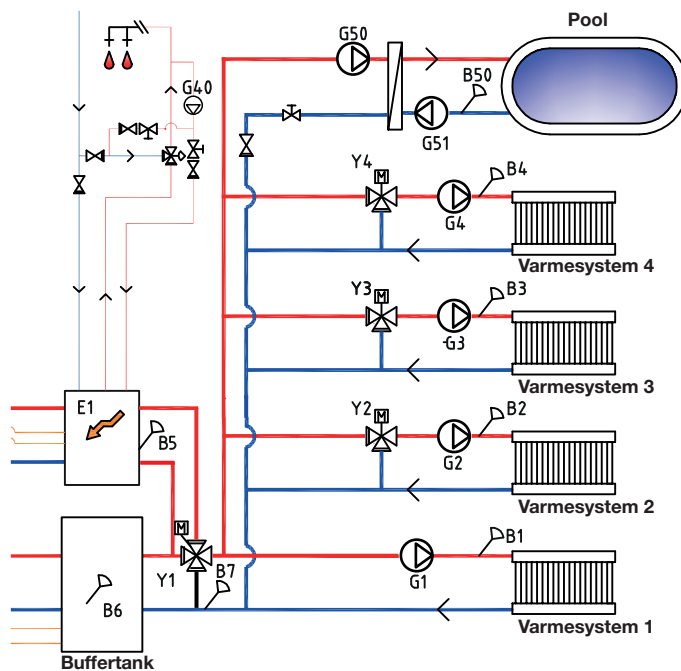 Pool
G50
B50
G40
G51
Y4
M
B4
G4
Varmesystem 4
Y3
M
B3
G3
Varmesystem 3
E1
Y2
M
B2
B5
G2
Varmesystem 2
M
B1
Y1
B7
G1
B6
Varmesystem 1
Buffertank